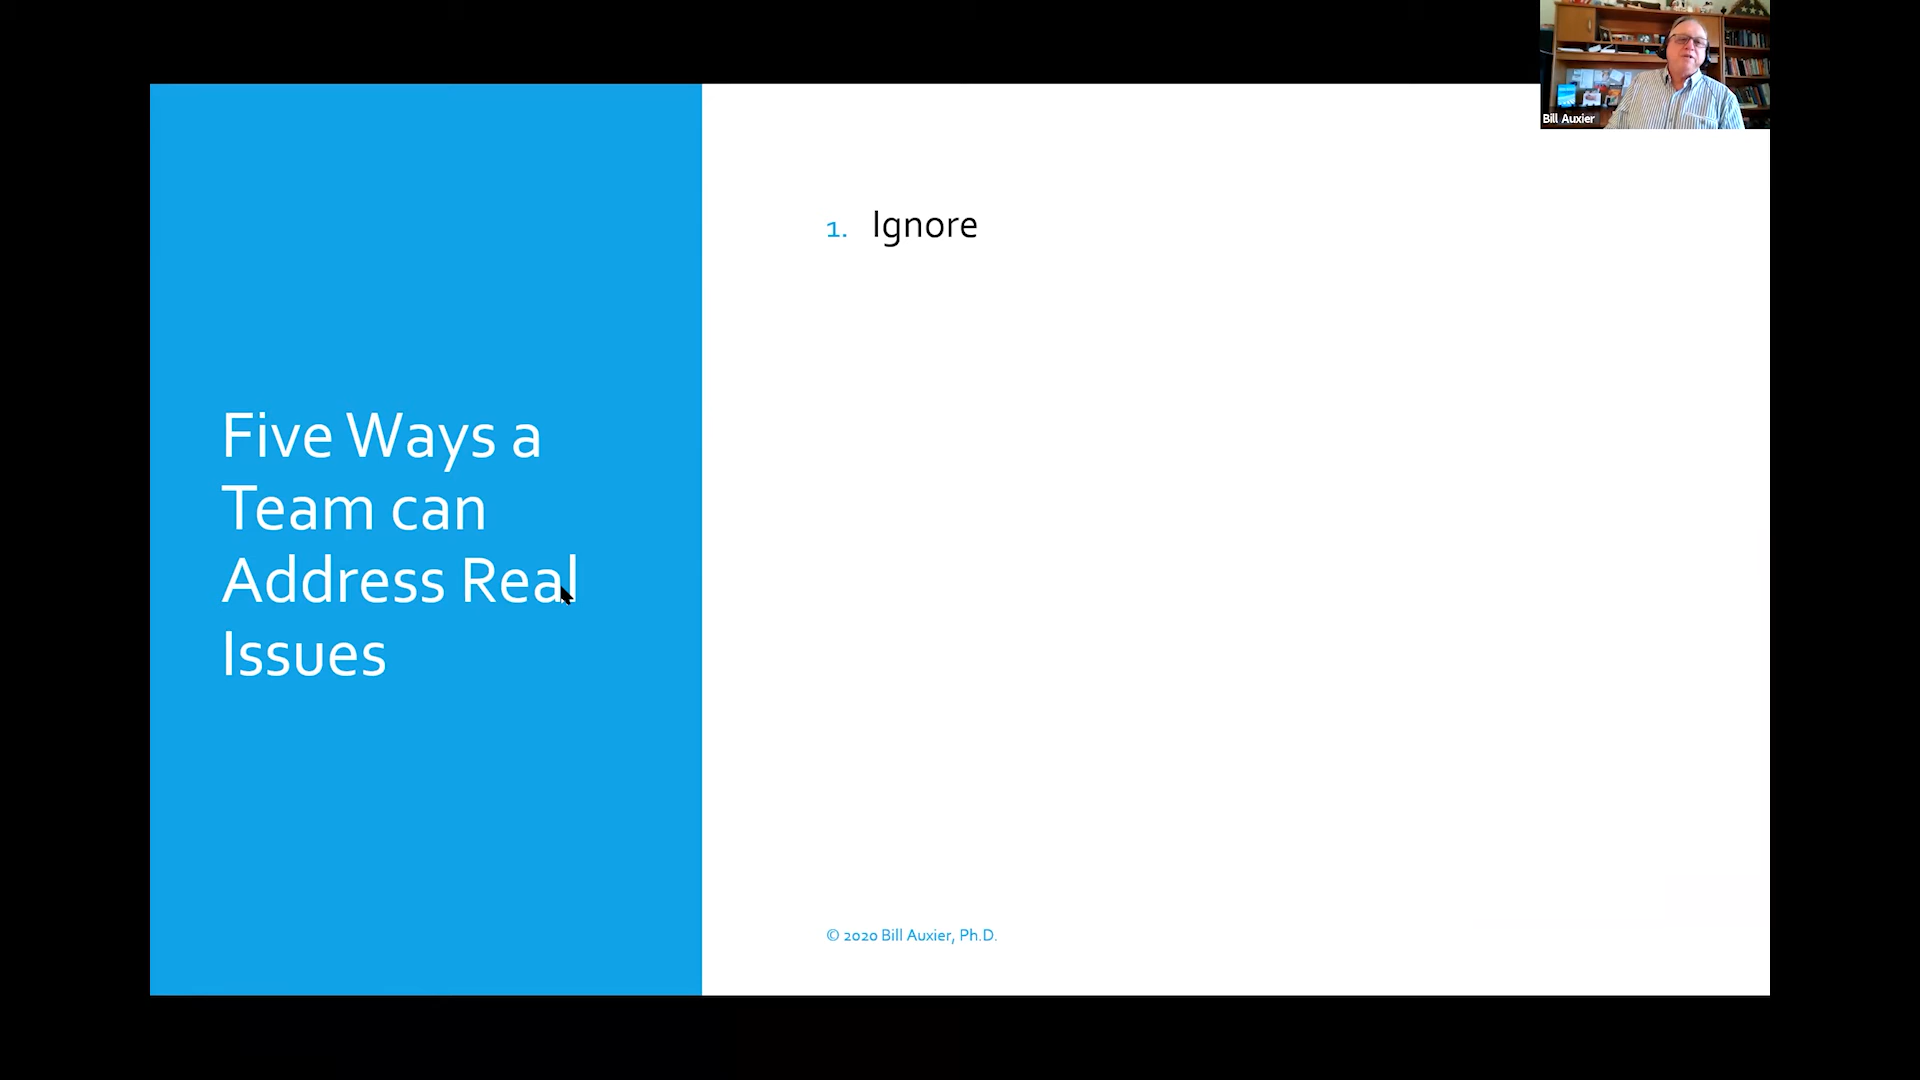 Bill Auxier
Five Ways a
Team can
Address Real
Issues
1. Ignore
© 2020 Bill Auxier, Ph.D.